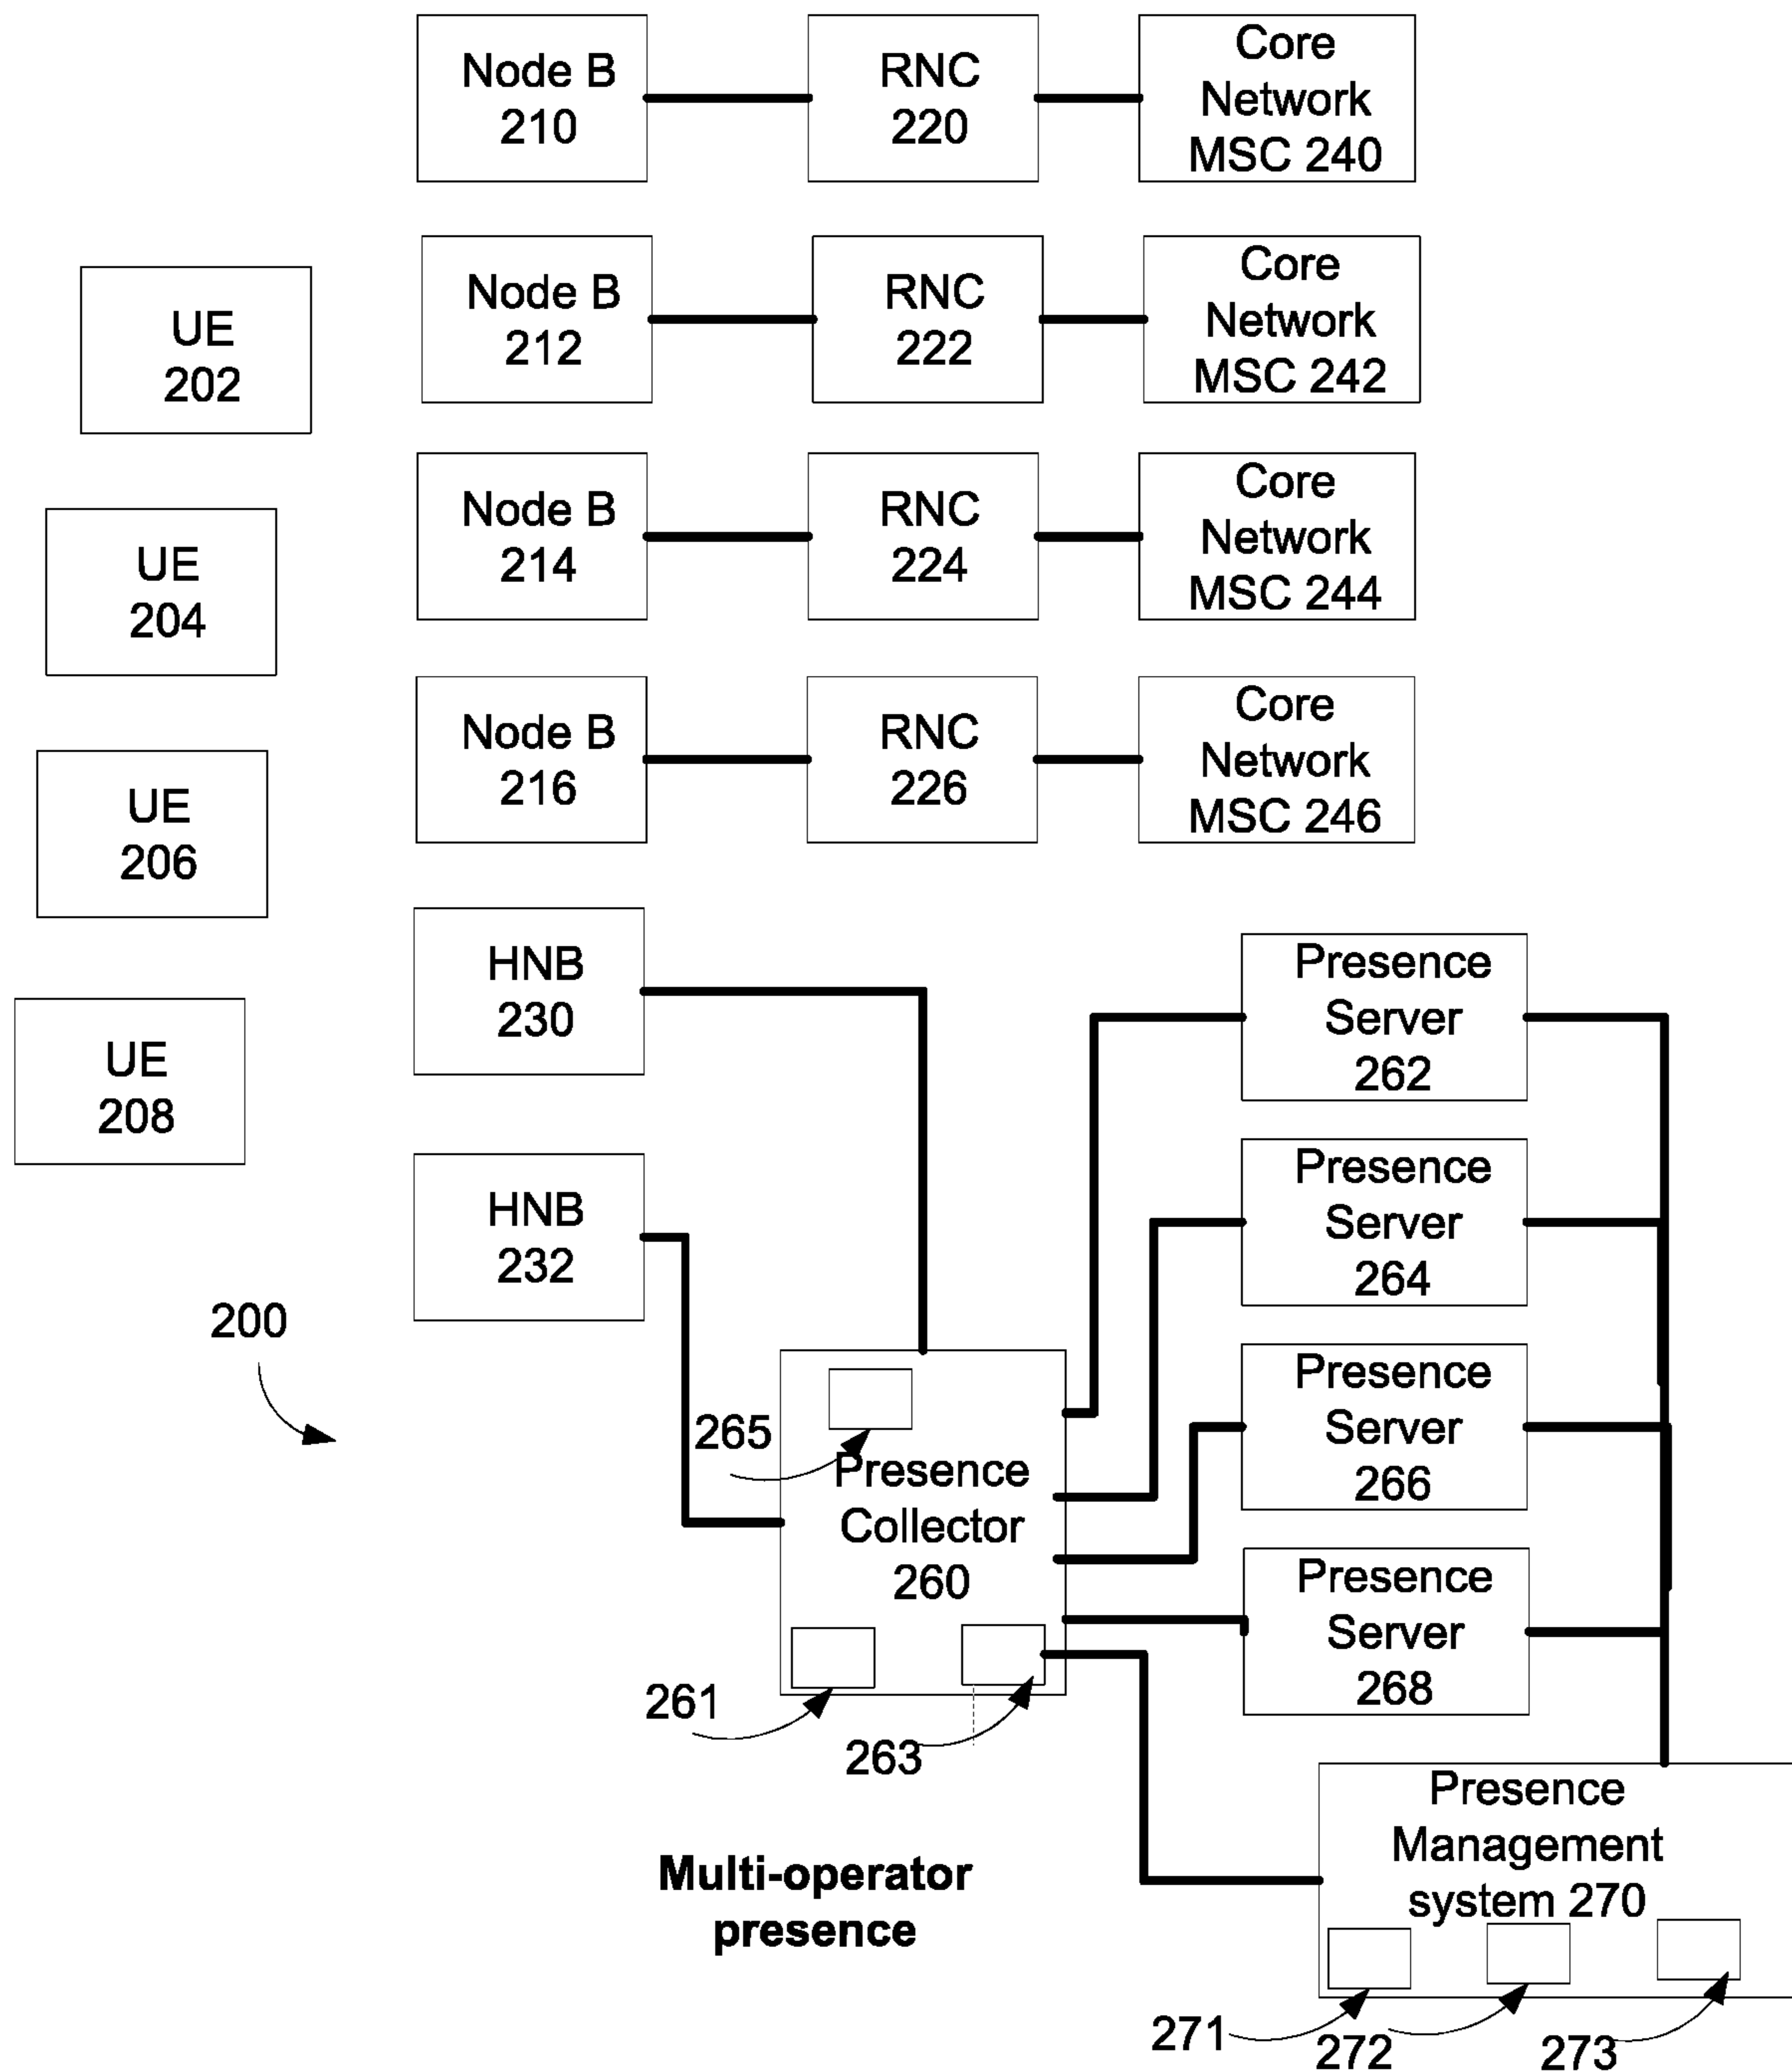 Node B
210
RNC
220
Core
Network
MSC 240
Node B
212
RNC
222
Core
Network
MSC 242
UE
202
Node B
214
RNC
224
Core
Network
MSC 244
UE
204
Node B
216
RNC
226
Core
Network
MSC 246
UE
206
HNB
230
Presence
Server
262
UE
208
HNB
232
Presence
Server
264
200
Presence
Server
266
265
Presence
Collector
260
Presence
Server
268
261
263
Presence
Management
system 270
Multi-operator
presence
271
272
273